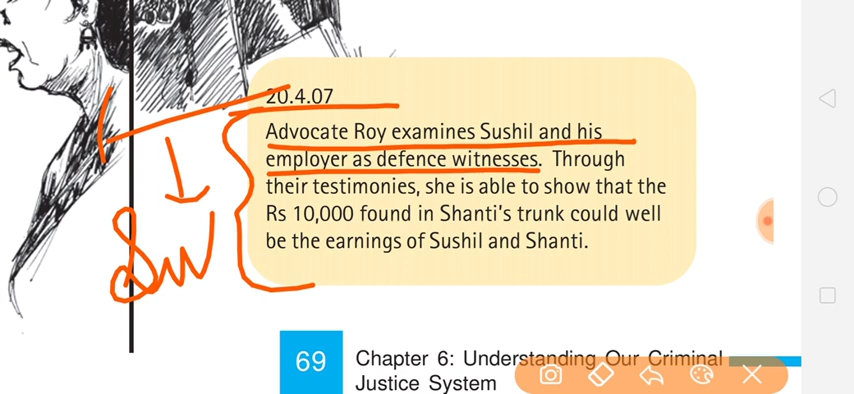 20.4.07
Advocate Roy examines Sushil and his
employer as defence witnesses. Through
their testimonies, she is able to show that the
Rs 10,000 found in Shanti's trunk could well
be the earnings of Sushil and Shanti.
69
Chapter 6: Understanding Our Criminal
Justice System